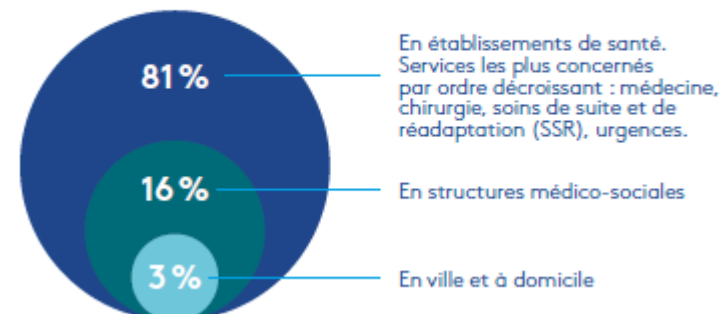 81 %
En établissements de santé.
Services les plus concernés
par ordre décroissant : médecine,
chirurgie, soins de suite et de
réadaptation (SSR), urgences.
16 %
En structures médico-sociales
3 %
En ville et à domicile